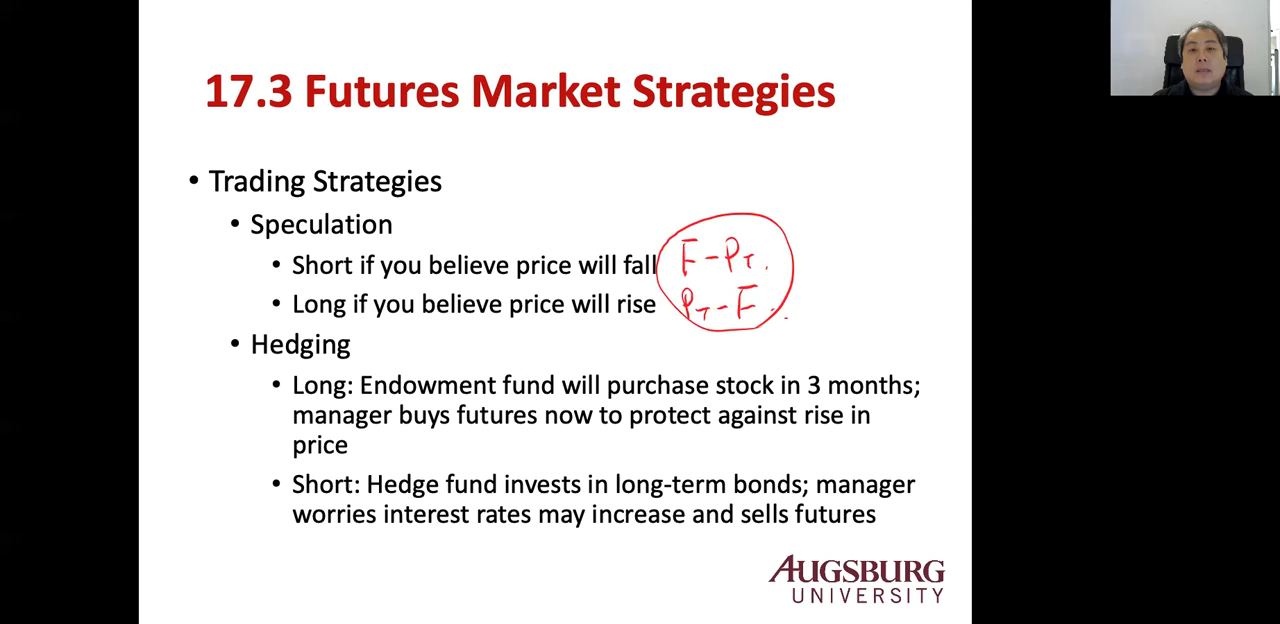 17.3 Futures Market Strategies
• Trading Strategies
• Speculation
• Short if you believe price will fall F-PT.
• Long if you believe price will rise PT-F.
• Hedging
• Long: Endowment fund will purchase stock in 3 months;
manager buys futures now to protect against rise in
price
• Short: Hedge fund invests in long-term bonds; manager
worries interest rates may increase and sells futures
AUGSBURG
UNIVERSITY